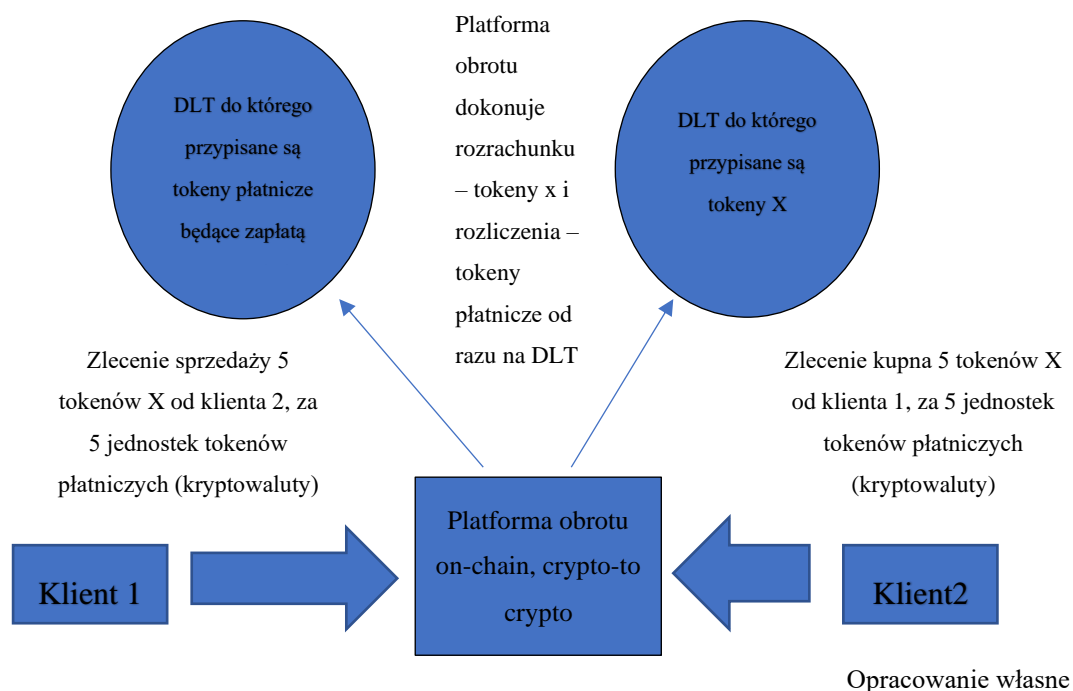 DLT do którego
przypisane są
tokeny płatnicze
będące zapłatą
Platforma
obrotu
dokonuje
rozrachunku
– tokeny x i
rozliczenia –
tokeny
płatnicze od
razu na DLT
DLT do którego
przypisane są
tokeny X
Zlecenie sprzedaży 5
tokenów X od klienta 2, za
5 jednostek tokenów
płatniczych (kryptowaluty)
Zlecenie kupna 5 tokenów X
od klienta 1, za 5 jednostek
tokenów płatniczych
(kryptowaluty)
Klient 1
Platforma obrotu
on-chain, crypto-to
crypto
Klient2
Opracowanie własne